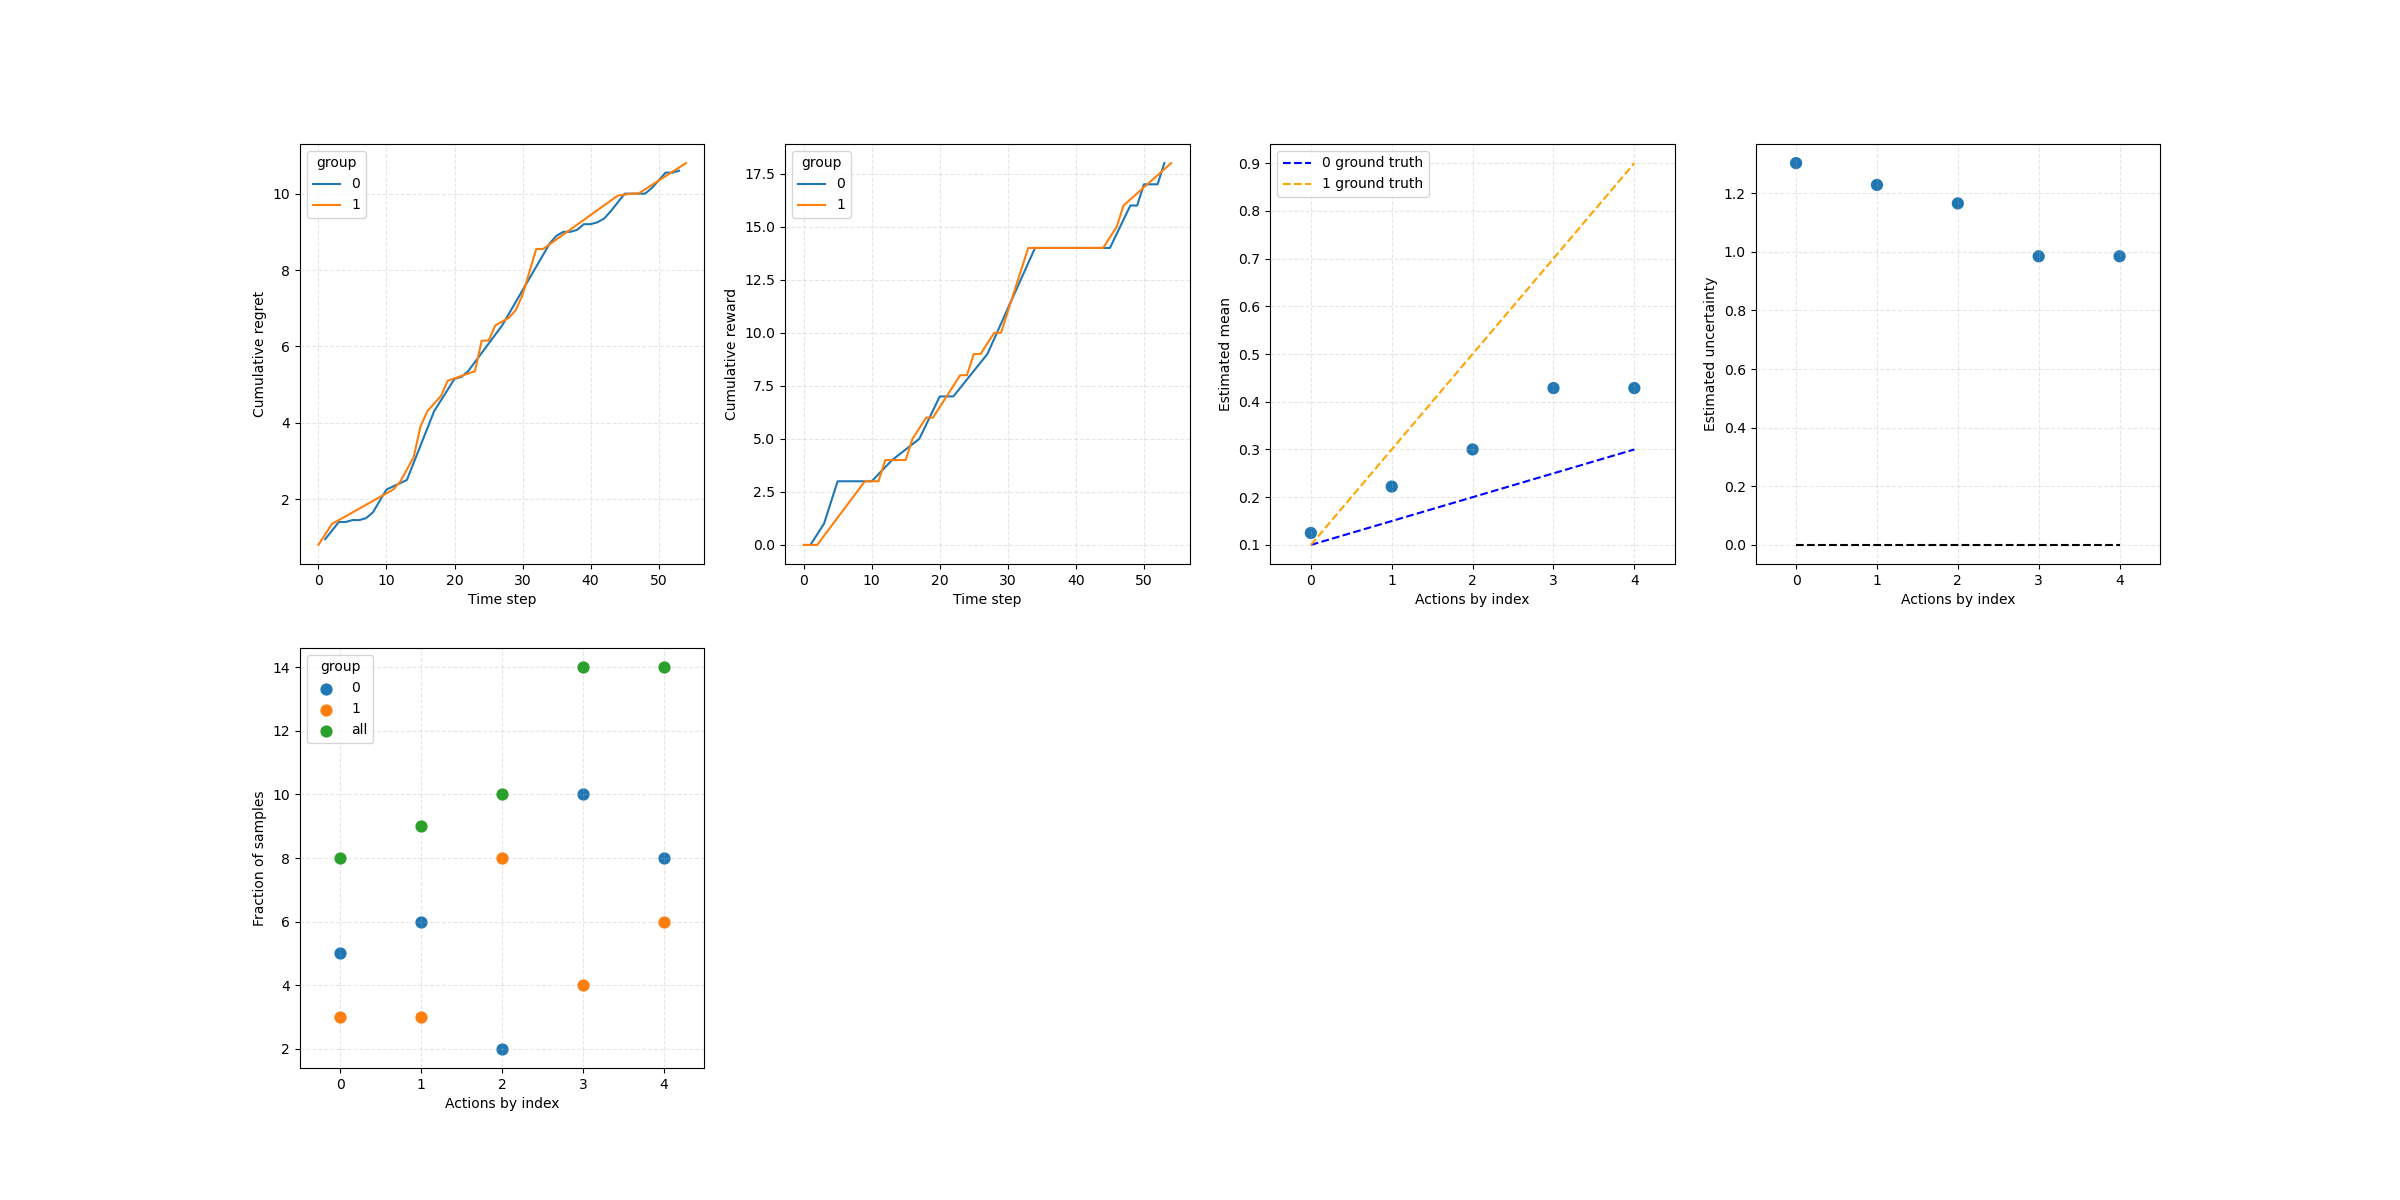 group
0
1
10
8
6
4
2
0 10 20 30 40 50
Time step
Cumulative regret
group
0
1
17.5
15.0
12.5
10.0
7.5
5.0
2.5
0.0
0 10 20 30 40 50
Time step
Cumulative reward
0 ground truth
1 ground truth
0.9
0.8
0.7
0.6
0.5
0.4
0.3
0.2
0.1
0 1 2 3 4
Actions by index
Estimated mean
1.2
1.0
0.8
0.6
0.4
0.2
0.0
0 1 2 3 4
Actions by index
Estimated uncertainty
group
0
1
all
14
12
10
8
6
4
2
0 1 2 3 4
Actions by index
Fraction of samples